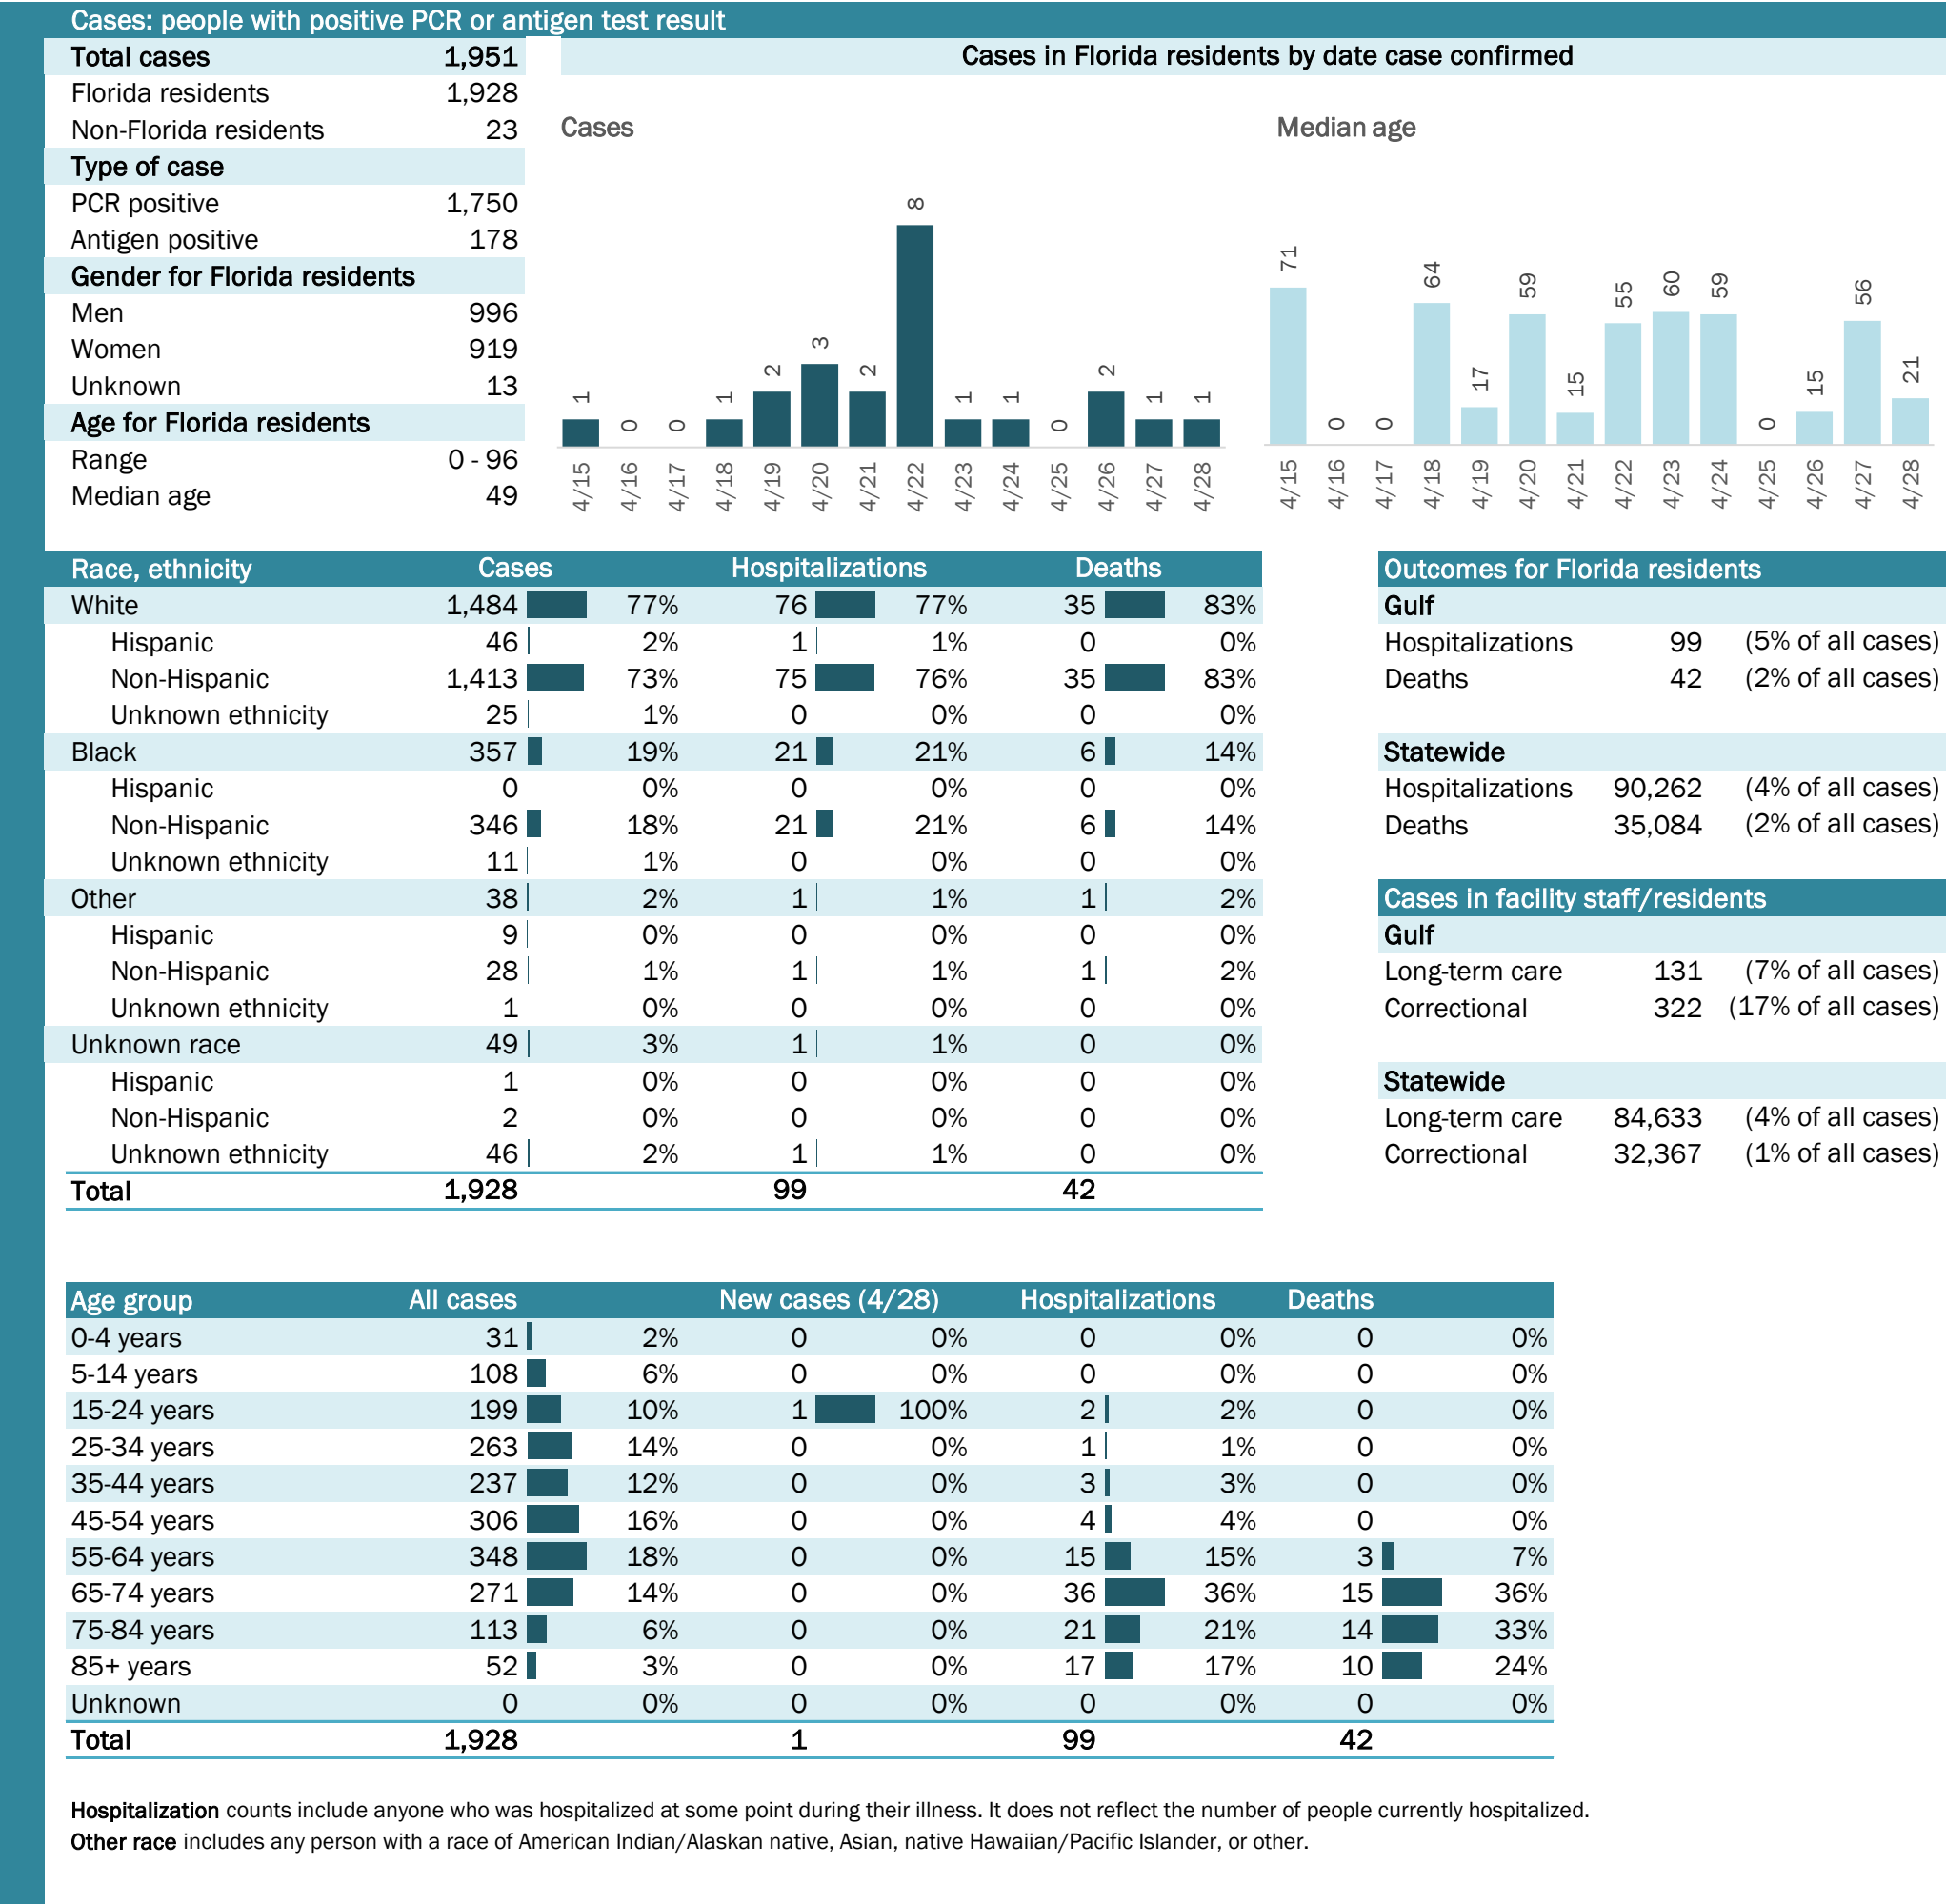 Cases: people with positive PCR or antigen test result
Total cases 1,951
Florida residents 1,928
Non-Florida residents 23
Type of case
PCR positive 1,750
Antigen positive 178
Gender for Florida residents
Men 996
Women 919
Unknown 13
Age for Florida residents
Range 0 - 96
Median age 49
Cases in Florida residents by date case confirmed
Cases
1 0 0 1 2 3 2 8 1 1 0 2 1 1
4/15 4/16 4/17 4/18 4/19 4/20 4/21 4/22 4/23 4/24 4/25 4/26 4/27 4/28
Median age
71 0 0 64 17 59 15 55 60 59 0 15 56 21
4/15 4/16 4/17 4/18 4/19 4/20 4/21 4/22 4/23 4/24 4/25 4/26 4/27 4/28
Race, ethnicity Cases Hospitalizations Deaths
White 1,484 77% 76 77% 35 83%
Hispanic 46 2% 1 1% 0 0%
Non-Hispanic 1,413 73% 75 76% 35 83%
Unknown ethnicity 25 1% 0 0% 0 0%
Black 357 19% 21 21% 6 14%
Hispanic 0 0% 0 0% 0 0%
Non-Hispanic 346 18% 21 21% 6 14%
Unknown ethnicity 11 1% 0 0% 0 0%
Other 38 2% 1 1% 1 2%
Hispanic 9 0% 0 0% 0 0%
Non-Hispanic 28 1% 1 1% 1 2%
Unknown ethnicity 1 0% 0 0% 0 0%
Unknown race 49 3% 1 1% 0 0%
Hispanic 1 0% 0 0% 0 0%
Non-Hispanic 2 0% 0 0% 0 0%
Unknown ethnicity 46 2% 1 1% 0 0%
Total 1,928 99 42
Outcomes for Florida residents
Gulf
Hospitalizations 99 (5% of all cases)
Deaths 42 (2% of all cases)
Statewide
Hospitalizations 90,262 (4% of all cases)
Deaths 35,084 (2% of all cases)
Cases in facility staff/residents
Gulf
Long-term care 131 (7% of all cases)
Correctional 322 (17% of all cases)
Statewide
Long-term care 84,633 (4% of all cases)
Correctional 32,367 (1% of all cases)
Age group All cases New cases (4/28) Hospitalizations Deaths
0-4 years 31 2% 0 0% 0 0% 0 0%
5-14 years 108 6% 0 0% 0 0% 0 0%
15-24 years 199 10% 1 100% 2 2% 0 0%
25-34 years 263 14% 0 0% 1 1% 0 0%
35-44 years 237 12% 0 0% 3 3% 0 0%
45-54 years 306 16% 0 0% 4 4% 0 0%
55-64 years 348 18% 0 0% 15 15% 3 7%
65-74 years 271 14% 0 0% 36 36% 15 36%
75-84 years 113 6% 0 0% 21 21% 14 33%
85+ years 52 3% 0 0% 17 17% 10 24%
Unknown 0 0% 0 0% 0 0% 0 0%
Total 1,928 1 99 42
Hospitalization counts include anyone who was hospitalized at some point during their illness. It does not reflect the number of people currently hospitalized.
Other race includes any person with a race of American Indian/Alaskan native, Asian, native Hawaiian/Pacific Islander, or other.